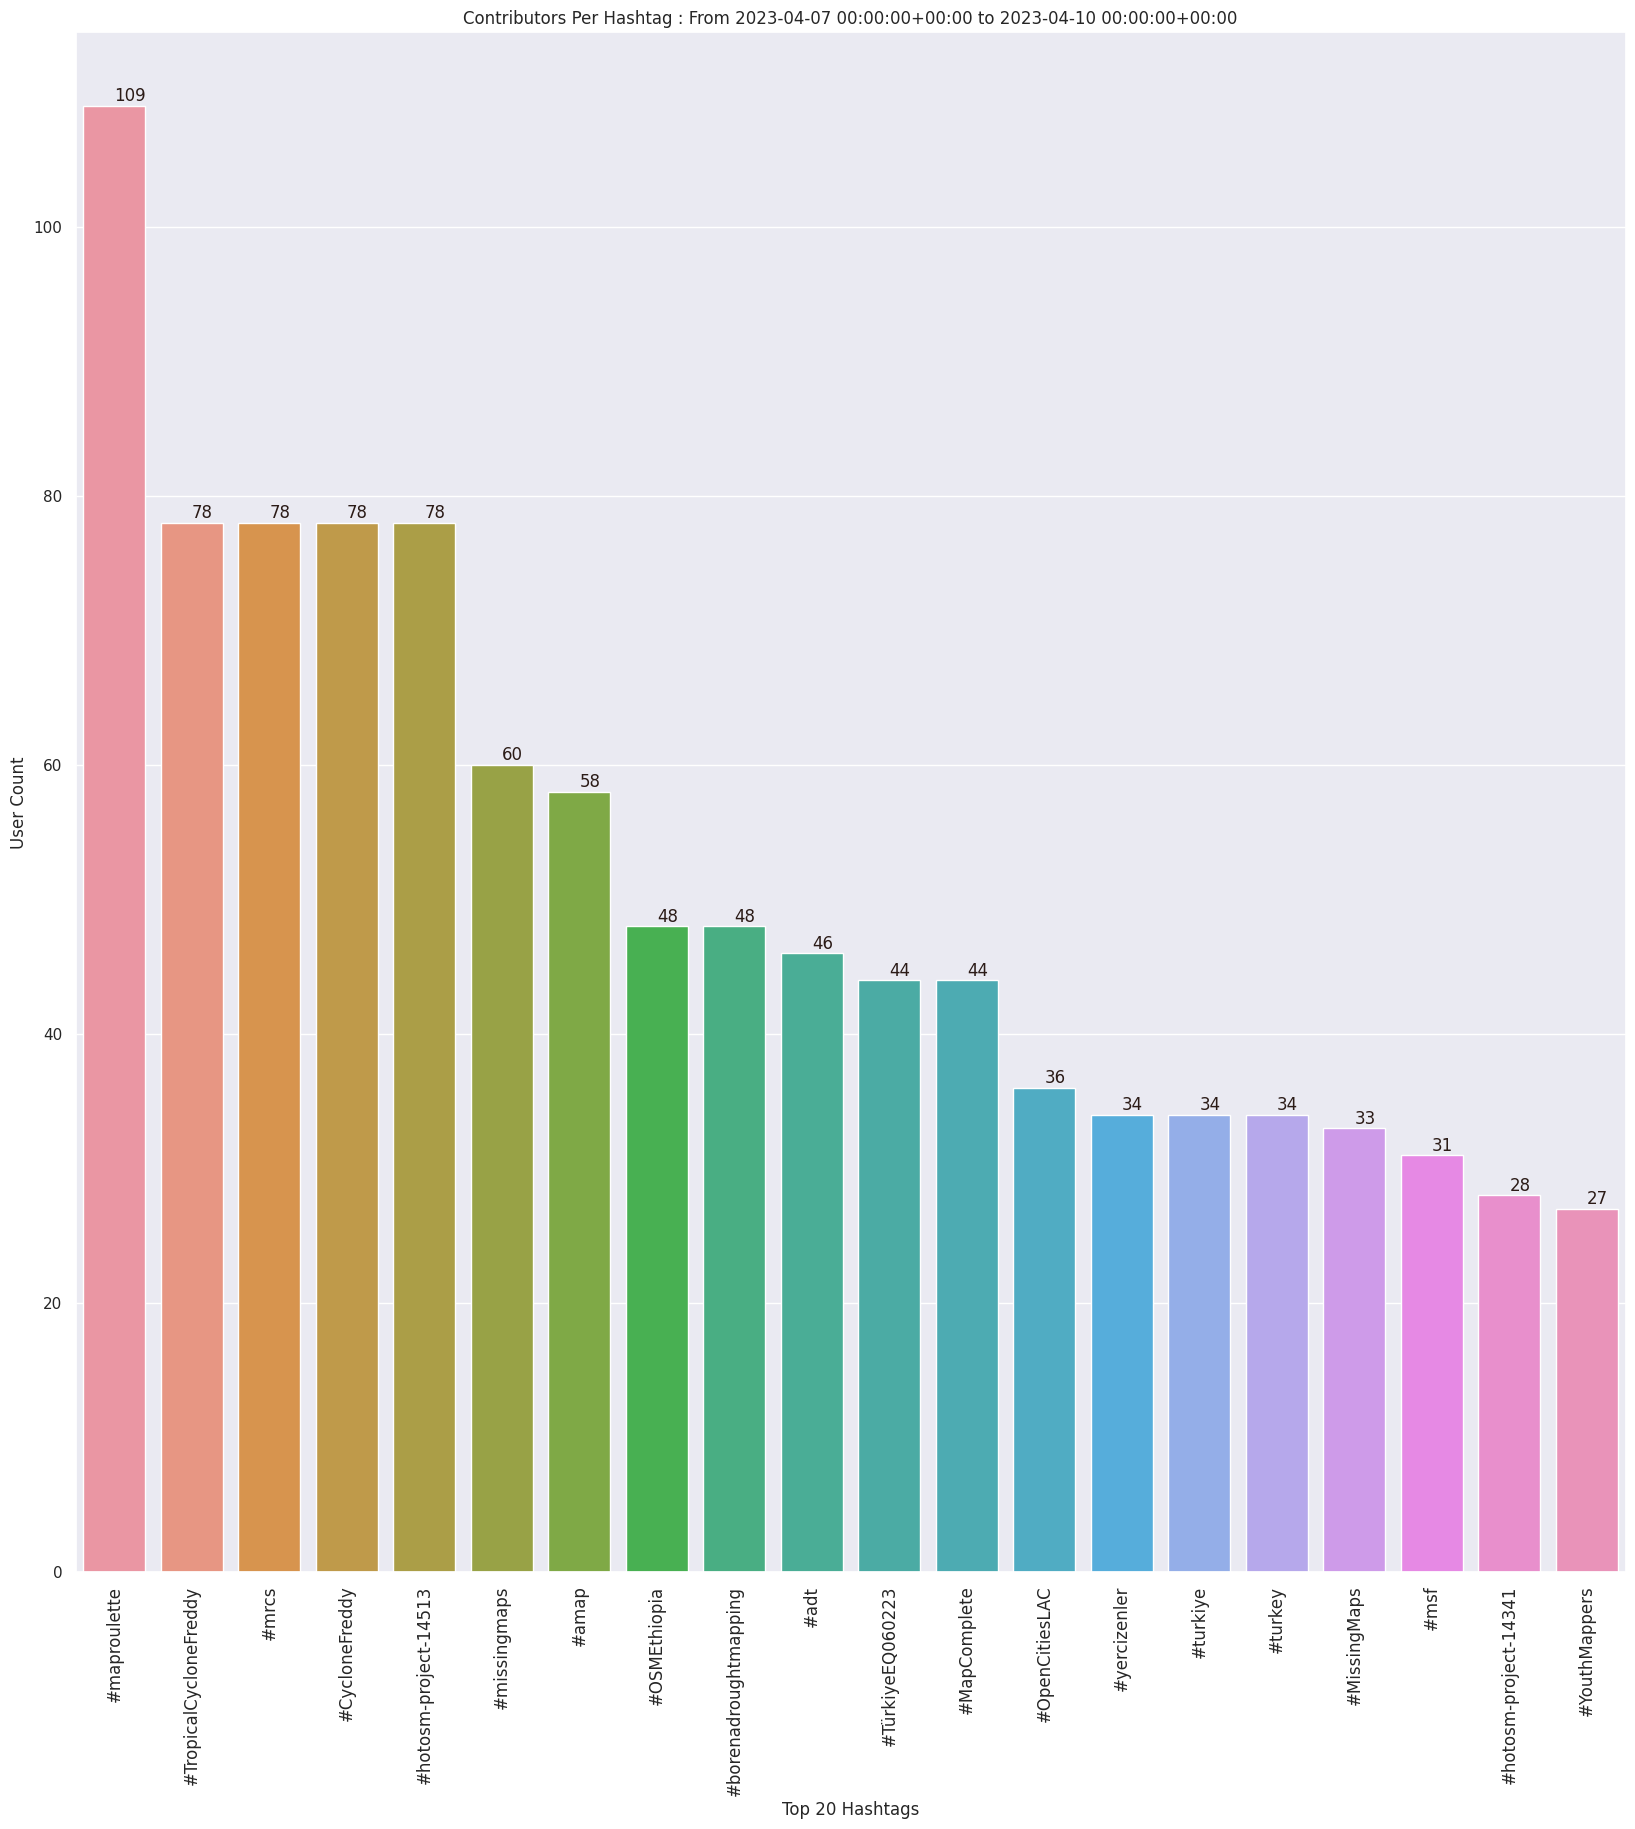 Contributors Per Hashtag : From 2023-04-07 00:00:00+00:00 to 2023-04-10 00:00:00+00:00
User Count
100
80
60
40
20
0
109
78
78
78
78
60
58
48
48
46
44
44
36
34
34
34
33
31
28
27
#maproulette
#TropicalCycloneFreddy
#mrcs
#CycloneFreddy
#hotosm-project-14513
#missingmaps
#amap
#OSMEthiopia
#borenadroughtmapping
#adt
#TürkiyeEQ060223
#MapComplete
#OpenCitiesLAC
#yercizenler
#turkiye
#turkey
#MissingMaps
#msf
#hotosm-project-14341
#YouthMappers
Top 20 Hashtags